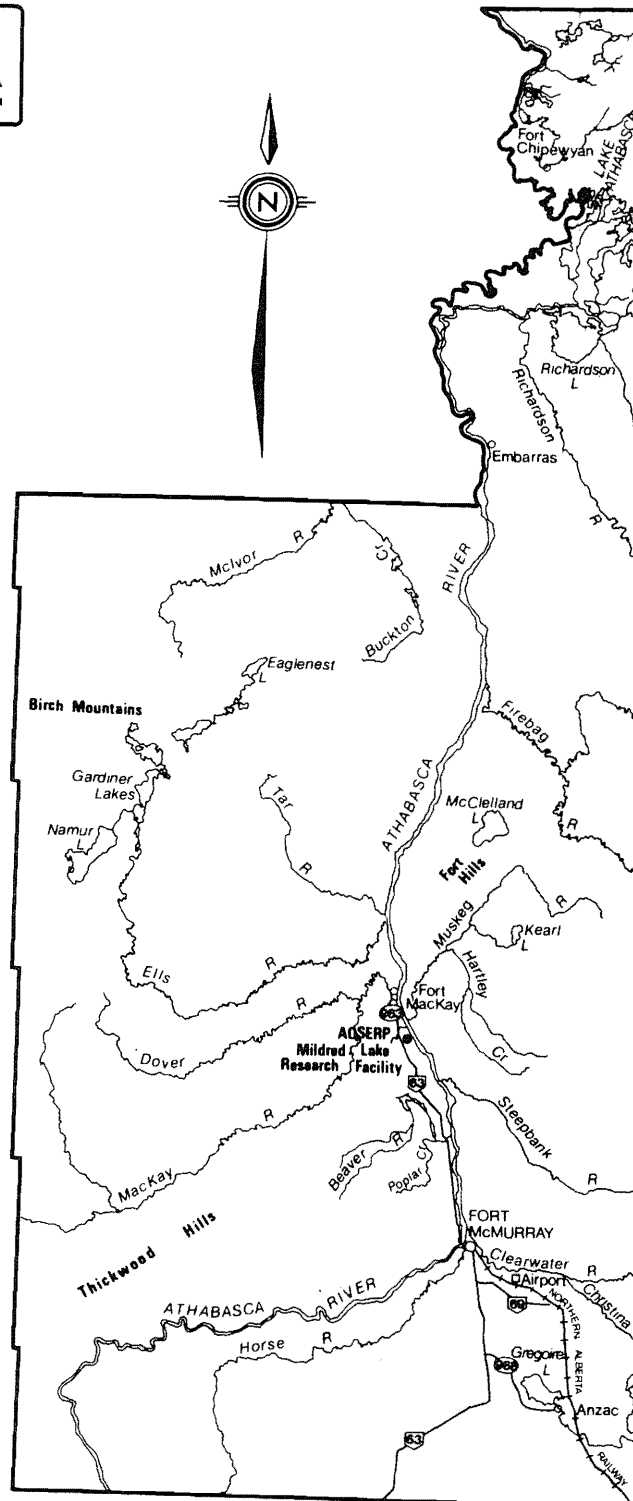 Fort
Chipewyan
LAKE
ATHABASCA
N
Richardson
L
Richardson
R
Embarras
RIVER
McIvor R
Cr
Buckton
Eaglenest
L
Birch Mountains
Firebag
R
Gardiner
Lakes
Tar
R
ATHABASCA
McClelland
L
Namur
L
Fort
Hills
Muskeg
R
Kearl
L
Ells R
Hartley
Cr
Fort
MacKay
963
Dover R
AOSERP
Mildred Lake
Research Facility
63
MacKay R
Beaver R
Poplar Cr
Steepbank
R
Thickwood Hills
FORT
McMURRAY
Clearwater R
Airport
Christina
69
NORTHERN
ALBERTA
RAILWAY
ATHABASCA RIVER
Horse R
Gregoire
L
Anzac
63